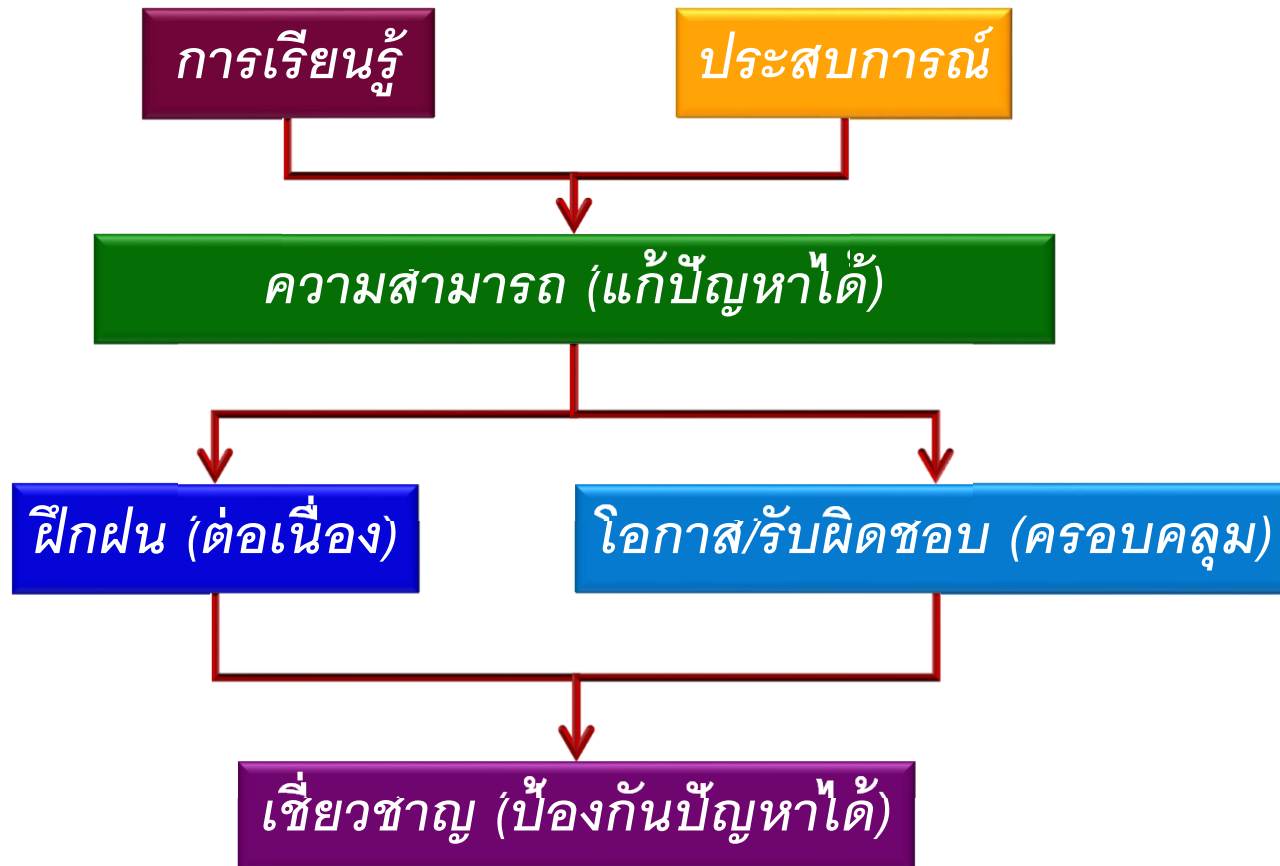 การเรียนรู้
ประสบการณ์
ความสามารถ (แก้ปัญหาได้)
ฝึกฝน (ต่อเนื่อง)
โอกาส/รับผิดชอบ (ครอบคลุม)
เชี่ยวชาญ (ป้องกันปัญหาได้)